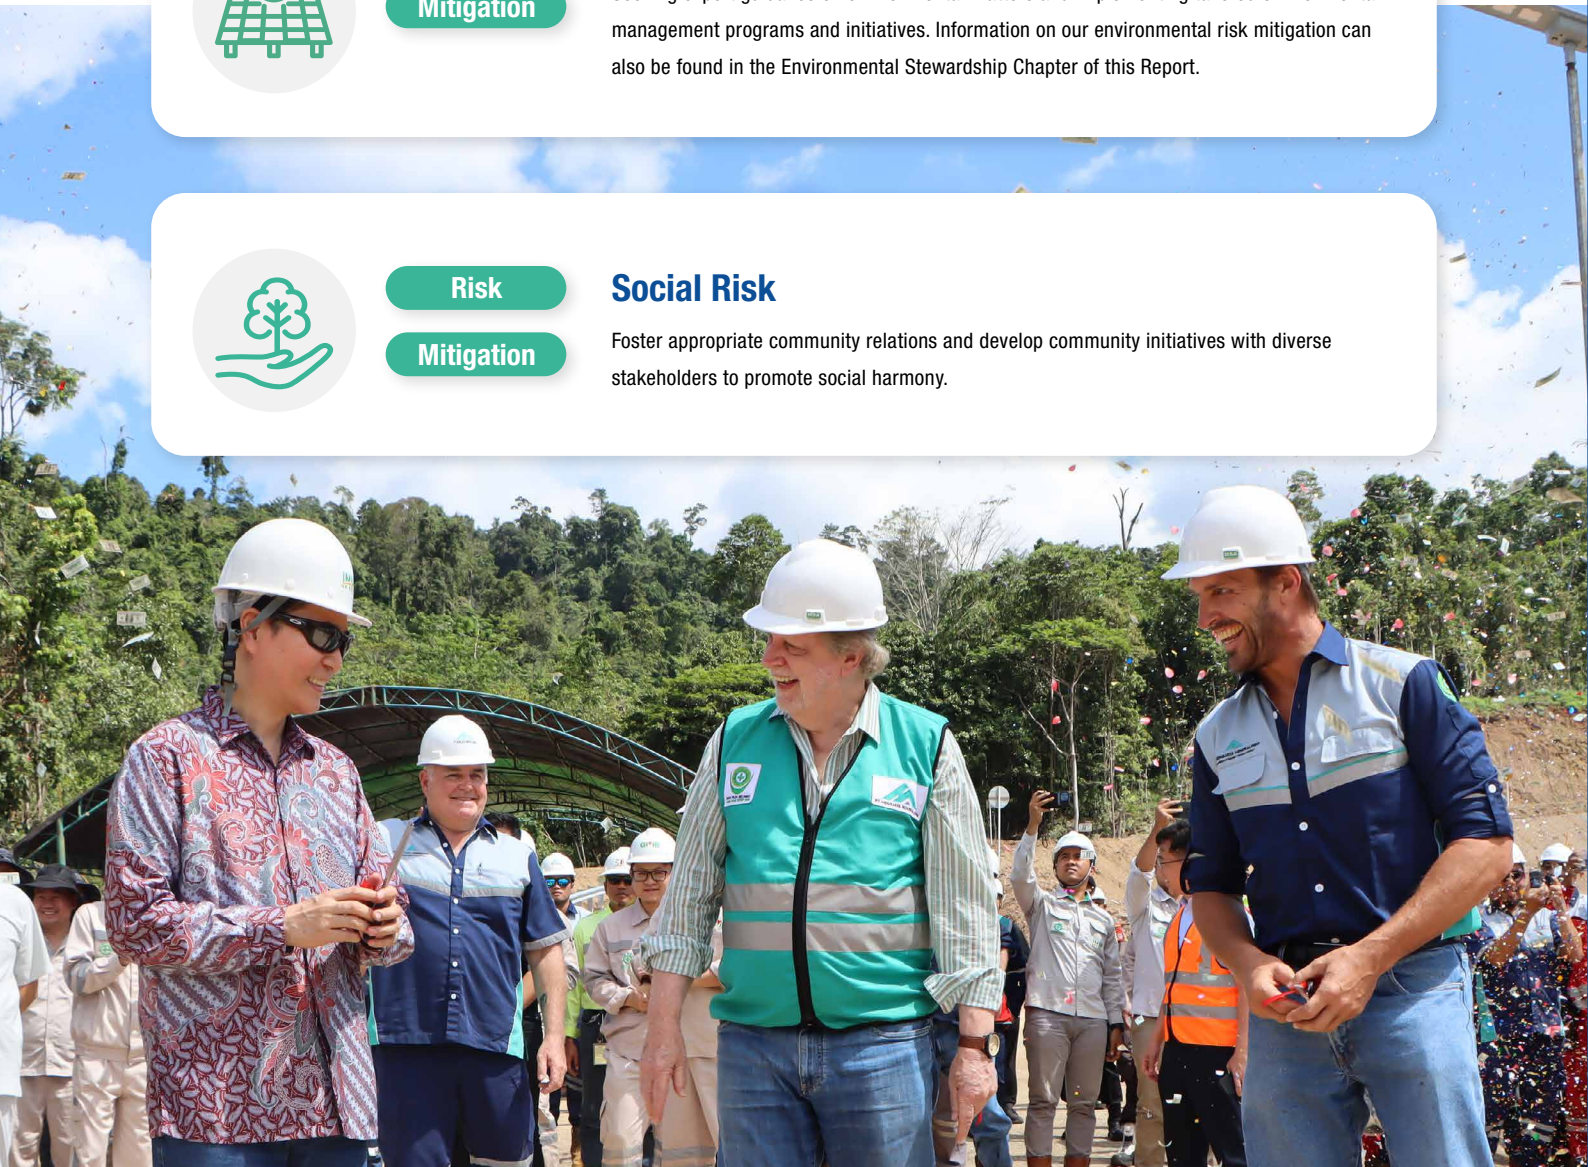 Mitigation
management programs and initiatives. Information on our environmental risk mitigation can
also be found in the Environmental Stewardship Chapter of this Report.
Risk
Social Risk
Mitigation
Foster appropriate community relations and develop community initiatives with diverse
stakeholders to promote social harmony.